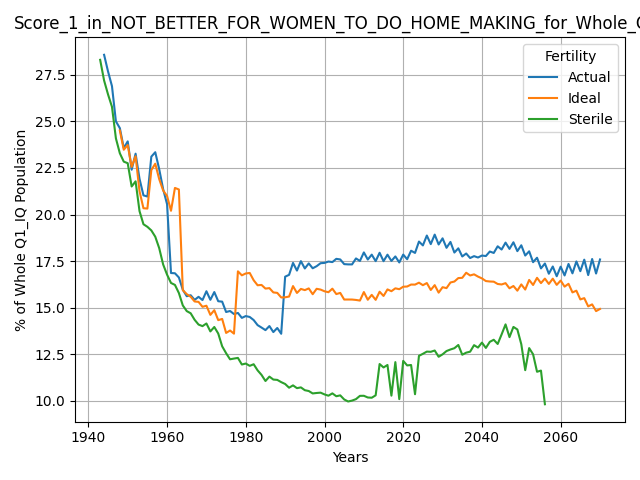 Score_1_in_NOT_BETTER_FOR_WOMEN_TO_DO_HOME_MAKING_for_Whole_
Fertility
Actual
Ideal
Sterile
% of Whole Q1_IQ Population
27.5
25.0
22.5
20.0
17.5
15.0
12.5
10.0
1940
1960
1980
2000
2020
2040
2060
Years